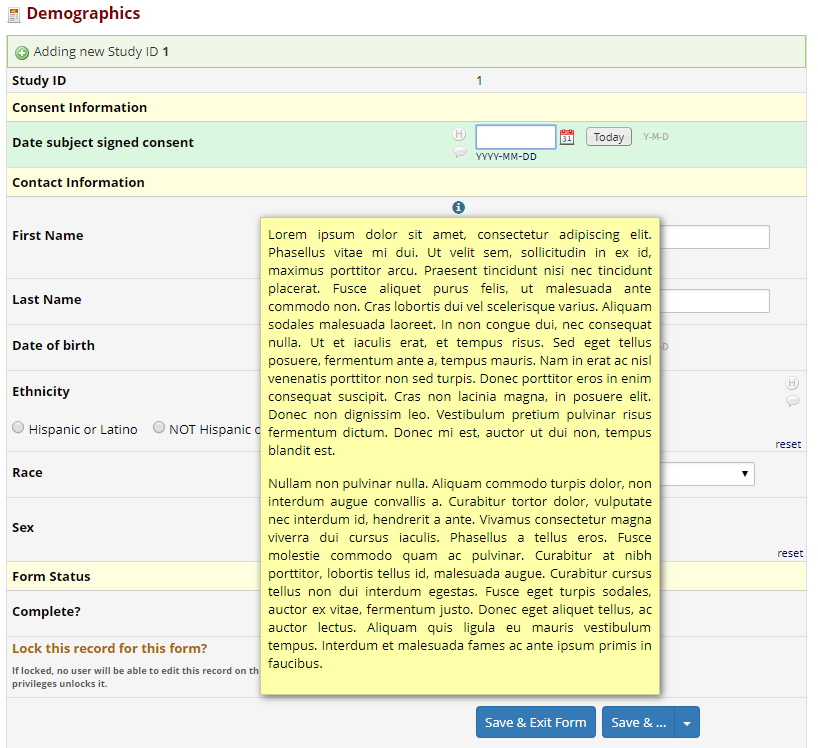 Demographics
Adding new Study ID 1
Study ID 1
Consent Information
Date subject signed consent H 31 Today Y-M-D
YYYY-MM-DD
Contact Information
First Name
Last Name
Date of birth D
Ethnicity H
Hispanic or Latino NOT Hispanic
reset
Race
Sex
reset
Form Status
Complete?
Lock this record for this form?
If locked, no user will be able to edit this record on
privileges unlocks it.
Lorem ipsum dolor sit amet, consectetur adipiscing elit.
Phasellus vitae mi dui. Ut velit sem, sollicitudin in ex id,
maximus porttitor arcu. Praesent tincidunt nisi nec tincidunt
placerat. Fusce aliquet purus felis, ut malesuada ante
commodo non. Cras lobortis dui vel scelerisque varius. Aliquam
sodales malesuada laoreet. In non congue dui, nec consequat
nulla. Ut et iaculis erat, et tempus risus. Sed eget tellus
posuere, fermentum ante a, tempus mauris. Nam in erat ac nisl
venenatis porttitor non sed turpis. Donec porttitor eros in enim
consequat suscipit. Cras non lacinia magna, in posuere elit.
Donec non dignissim leo. Vestibulum pretium pulvinar risus
fermentum dictum. Donec mi est, auctor ut dui non, tempus
blandit est.
Nullam non pulvinar nulla. Aliquam commodo turpis dolor, non
interdum augue convallis a. Curabitur tortor dolor, vulputate
nec interdum id, hendrerit a ante. Vivamus consectetur magna
viverra dui cursus iaculis. Phasellus a tellus eros. Fusce
molestie commodo quam ac pulvinar. Curabitur at nibh
porttitor, lobortis tellus id, malesuada augue. Curabitur cursus
tellus non dui interdum egestas. Fusce eget turpis sodales,
auctor ex vitae, fermentum justo. Donec eget aliquet tellus, ac
auctor lectus. Aliquam quis ligula eu mauris vestibulum
tempus. Interdum et malesuada fames ac ante ipsum primis in
faucibus.
Save & Exit Form Save & ...